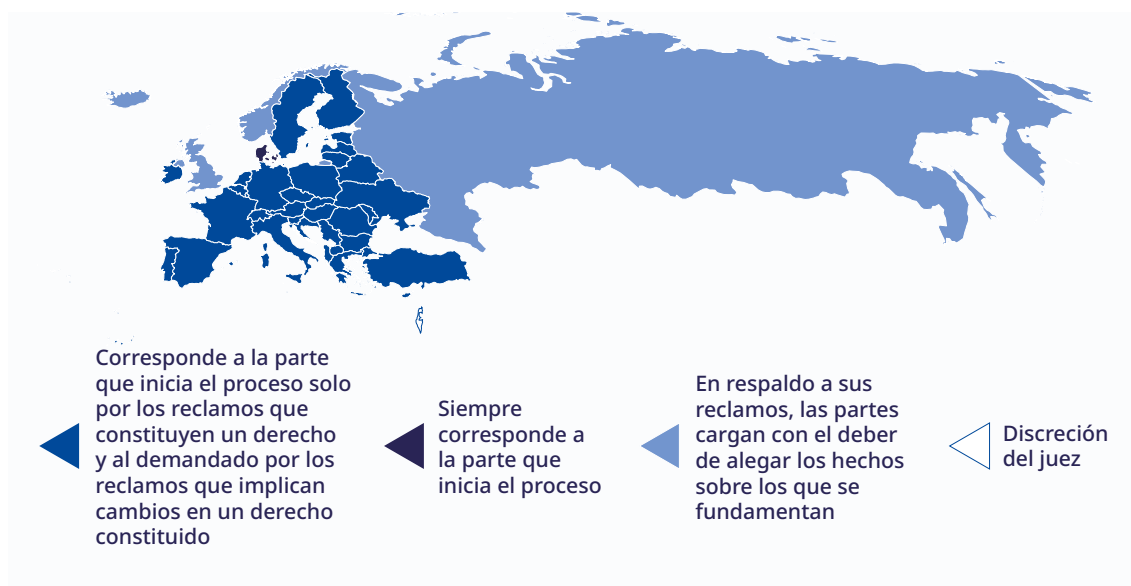 Corresponde a la parte
que inicia el proceso solo
por los reclamos que
constituyen un derecho
y al demandado por los
reclamos que implican
cambios en un derecho
constituido
Siempre
corresponde a
la parte que
inicia el proceso
En respaldo a sus
reclamos, las partes
cargan con el deber
de alegar los hechos
sobre los que se
fundamentan
Discreción
del juez